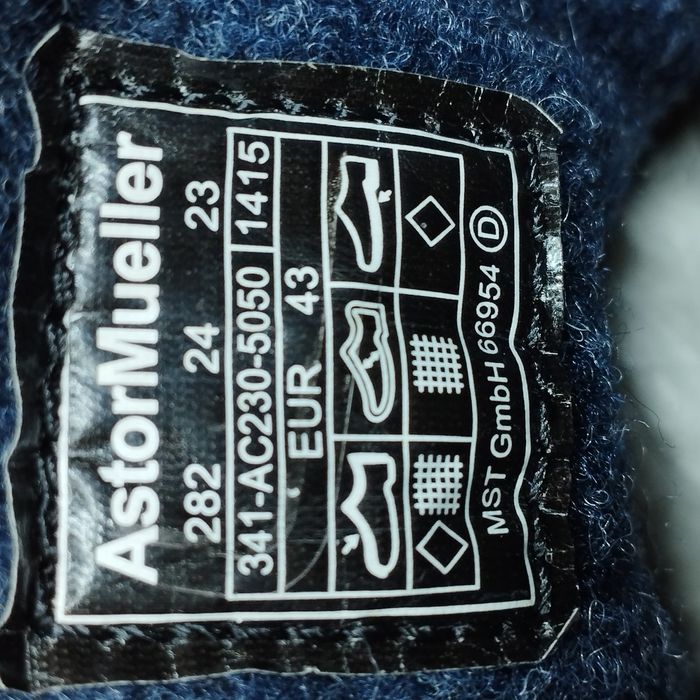 AstorMueller
282 24 23
341-AC230-5050 1415
EUR 43
MST GmbH 66954 D